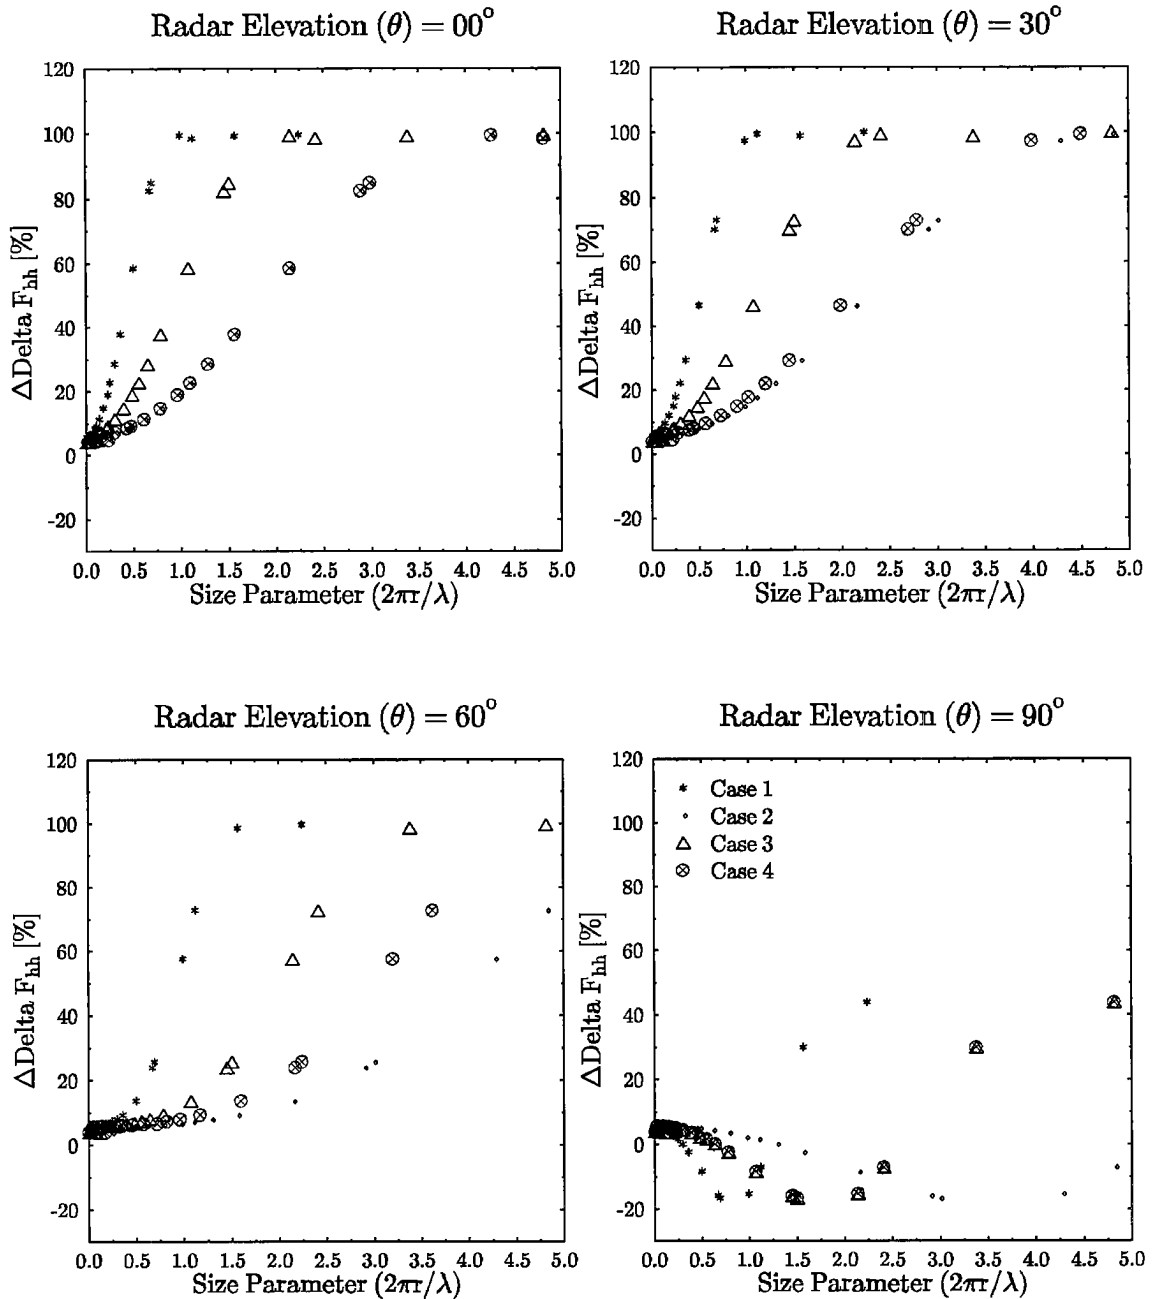 Radar Elevation (θ) = 00°
120
100
80
60
40
20
0
-20
ΔDelta F_hh [%]
0.0 0.5 1.0 1.5 2.0 2.5 3.0 3.5 4.0 4.5 5.0
Size Parameter (2πr/λ)
Radar Elevation (θ) = 30°
120
100
80
60
40
20
0
-20
ΔDelta F_hh [%]
0.0 0.5 1.0 1.5 2.0 2.5 3.0 3.5 4.0 4.5 5.0
Size Parameter (2πr/λ)
Radar Elevation (θ) = 60°
120
100
80
60
40
20
0
-20
ΔDelta F_hh [%]
0.0 0.5 1.0 1.5 2.0 2.5 3.0 3.5 4.0 4.5 5.0
Size Parameter (2πr/λ)
Radar Elevation (θ) = 90°
120
100
80
60
40
20
0
-20
ΔDelta F_hh [%]
Case 1
Case 2
Case 3
Case 4
0.0 0.5 1.0 1.5 2.0 2.5 3.0 3.5 4.0 4.5 5.0
Size Parameter (2πr/λ)